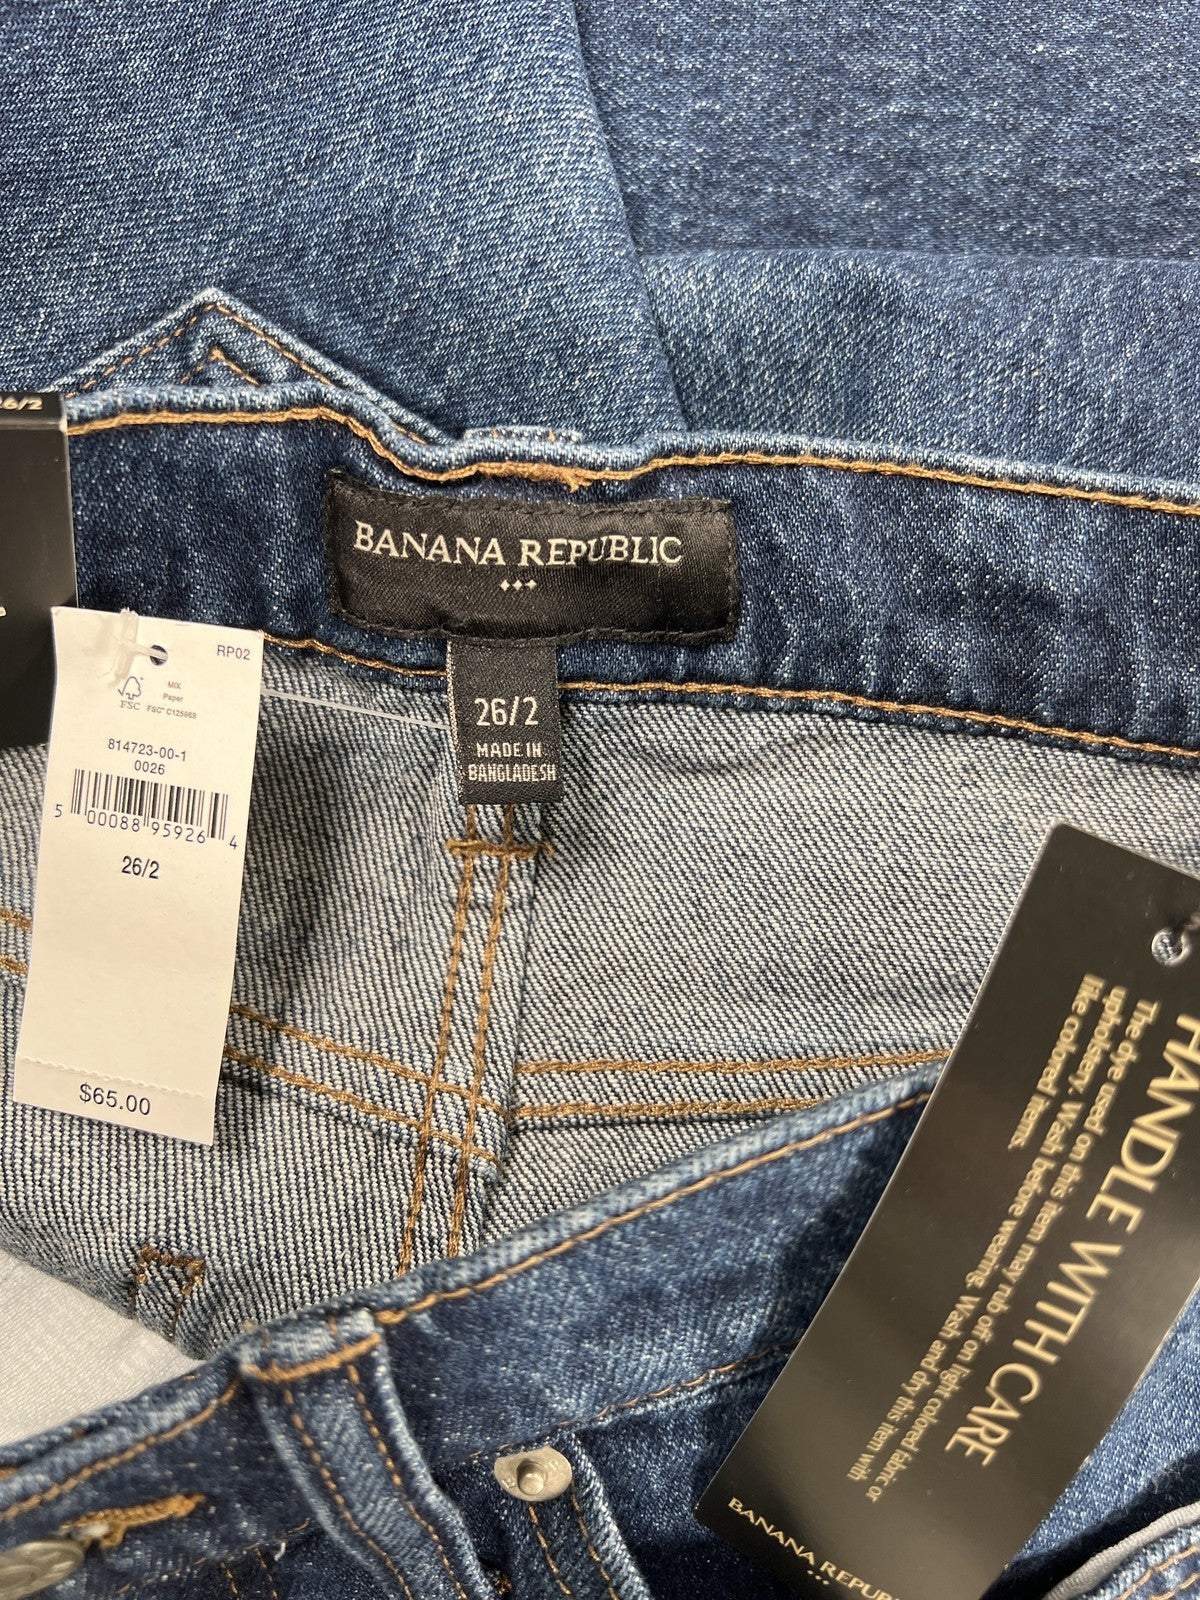 26/2
BANANA REPUBLIC
26/2
MADE IN
BANGLADESH
RP02
FSC
MIX
Paper
FSC® C125969
814723-00-1
0026
5 00088 95926 4
26/2
$65.00
HANDLE WITH CARE
The dye used on this item may rub off on light colored fabric or
upholstery. Wash before wearing. Wash and dry this item with
like colored items.
BANANA REPUB